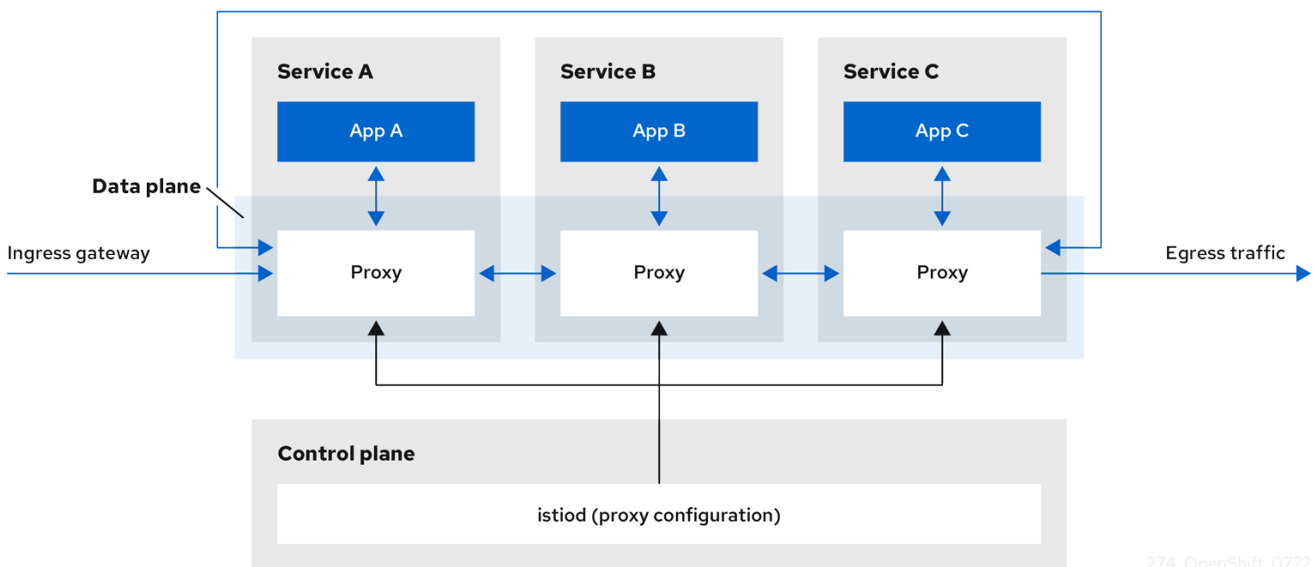 Service A
Service B
Service C
App A
App B
App C
Data plane
Ingress gateway
Proxy
Proxy
Proxy
Egress traffic
Control plane
istiod (proxy configuration)
274_OpenShift_0722